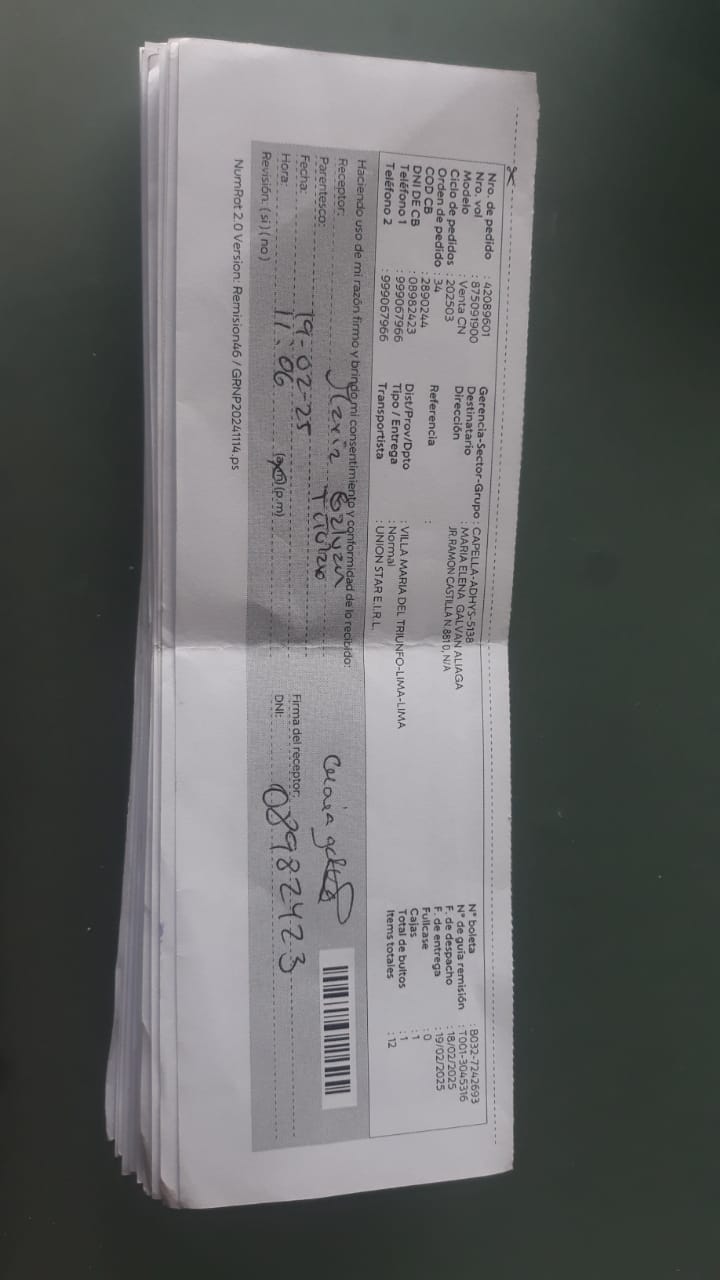 Nro. de pedido : 42089601
Nro. vol : 875091900
Modelo : Venta CN
Ciclo de pedidos : 202503
Orden de pedido : 34
COD CB : 2890244
DNI DE CB : 08982423
Teléfono 1 : 999067966
Teléfono 2 : 999067966
Gerencia-Sector-Grupo : CAPELLA-ADHYS-5138
Destinatario : MARIA ELENA GALVAN ALIAGA
Dirección JR.RAMON CASTILLA N.8810, N/A
Referencia :
Dist/Prov/Dpto : VILLA MARIA DEL TRIUNFO-LIMA-LIMA
Tipo / Entrega : Normal
Transportista : UNION STAR E.I.R.L.
N° boleta : B032-7242693
N° de guía remisión : T001-3045316
F. de despacho : 18/02/2025
F. de entrega : 19/02/2025
Fullcase : 0
Cajas : 1
Total de bultos : 1
Items totales : 12
Haciendo uso de mi razón firmo y brindo mi consentimiento y conformidad de lo recibido:
Receptor:
Parentesco:
Fecha: 19-02-25
Hora: 11:06 (a.m) (p.m)
Revisión: ( si ) ( no )
Firma del receptor:
DNI: 08982423
NumRot 2.0 Version: Remision46 / GRNP20241114.ps